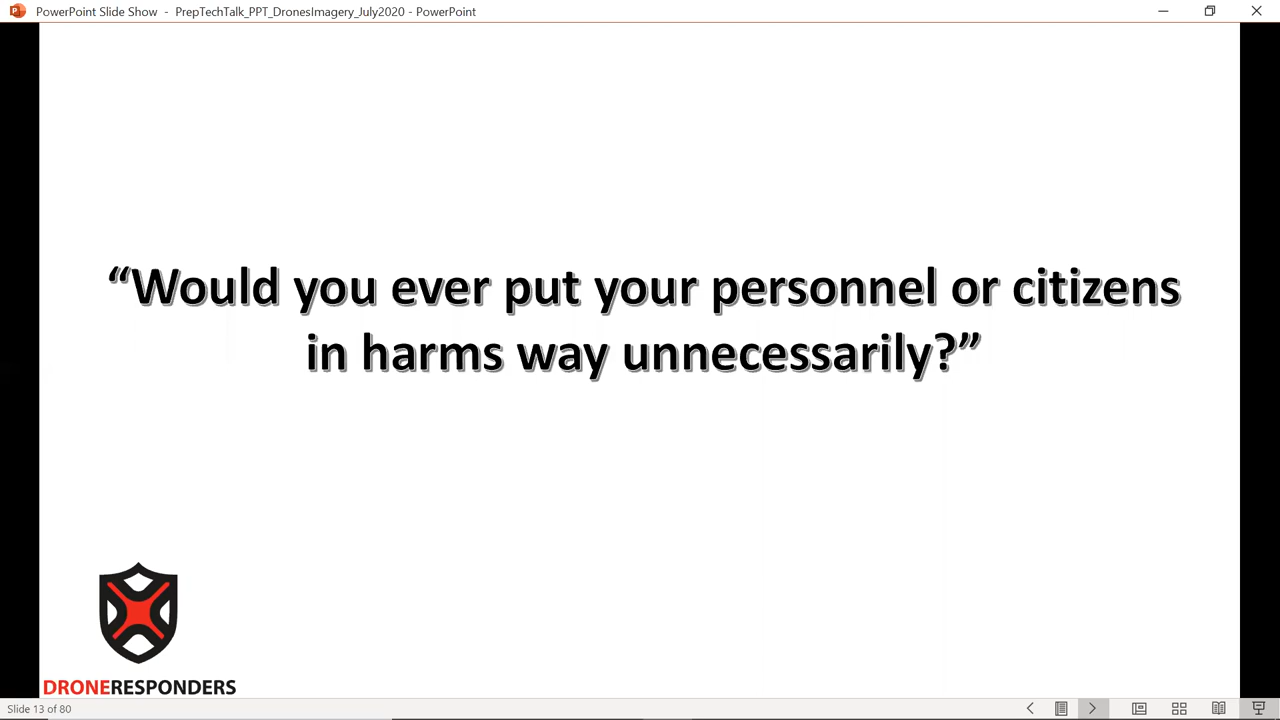 PowerPoint Slide Show - PrepTechTalk_PPT_DronesImagery_July2020 - PowerPoint
“Would you ever put your personnel or citizens
in harms way unnecessarily?”
DRONERESPONDERS
Slide 13 of 80